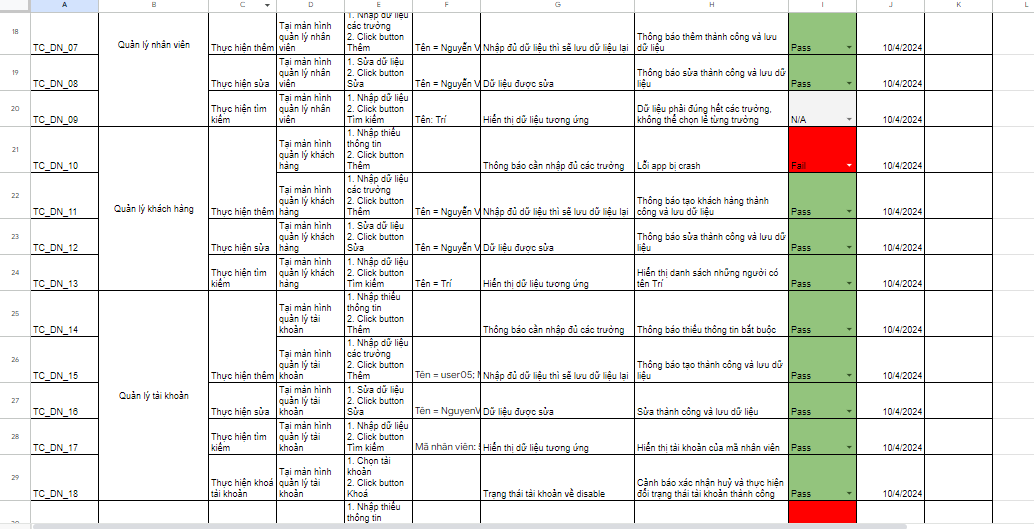 A B C D E F G H I J K L
18
TC_DN_07
Quản lý nhân viên
Thực hiện thêm
Tại màn hình
quản lý nhân
viên
1. Nhập dữ liệu
các trường
2. Click button
Thêm
Tên = Nguyễn V
Nhập đủ dữ liệu thì sẽ lưu dữ liệu lại
Thông báo thêm thành công và lưu
dữ liệu
Pass
10/4/2024
19
TC_DN_08
Thực hiện sửa
Tại màn hình
quản lý nhân
viên
1. Sửa dữ liệu
2. Click button
Sửa
Tên = Nguyễn V
Dữ liệu được sửa
Thông báo sửa thành công và lưu dữ
liệu
Pass
10/4/2024
20
TC_DN_09
Thực hiện tìm
kiếm
Tại màn hình
quản lý nhân
viên
1. Nhập dữ liệu
2. Click button
Tìm kiếm
Tên: Trí
Hiển thị dữ liệu tương ứng
Dữ liệu phải đúng hết các trường,
không thể chọn lẻ từng trường
N/A
10/4/2024
21
TC_DN_10
Tại màn hình
quản lý khách
hàng
1. Nhập thiếu
thông tin
2. Click button
Thêm
Thông báo cần nhập đủ các trường
Lỗi app bị crash
Fail
10/4/2024
22
TC_DN_11
Quản lý khách hàng
Thực hiện thêm
Tại màn hình
quản lý khách
hàng
1. Nhập dữ liệu
các trường
2. Click button
Thêm
Tên = Nguyễn V
Nhập đủ dữ liệu thì sẽ lưu dữ liệu lại
Thông báo tạo khách hàng thành
công và lưu dữ liệu
Pass
10/4/2024
23
TC_DN_12
Thực hiện sửa
Tại màn hình
quản lý khách
hàng
1. Sửa dữ liệu
2. Click button
Sửa
Tên = Nguyễn V
Dữ liệu được sửa
Thông báo sửa thành công và lưu dữ
liệu
Pass
10/4/2024
24
TC_DN_13
Thực hiện tìm
kiếm
Tại màn hình
quản lý khách
hàng
1. Nhập dữ liệu
2. Click button
Tìm kiếm
Tên = Trí
Hiển thị dữ liệu tương ứng
Hiển thị danh sách những người có
tên Trí
Pass
10/4/2024
25
TC_DN_14
Tại màn hình
quản lý tài
khoản
1. Nhập thiếu
thông tin
2. Click button
Thêm
Thông báo cần nhập đủ các trường
Thông báo thiếu thông tin bắt buộc
Pass
10/4/2024
26
TC_DN_15
Thực hiện thêm
Tại màn hình
quản lý tài
khoản
1. Nhập dữ liệu
các trường
2. Click button
Thêm
Tên = user05;
Nhập đủ dữ liệu thì sẽ lưu dữ liệu lại
Thông báo tạo thành công và lưu dữ
liệu
Pass
10/4/2024
27
TC_DN_16
Quản lý tài khoản
Thực hiện sửa
Tại màn hình
quản lý tài
khoản
1. Sửa dữ liệu
2. Click button
Sửa
Tên = NguyenV
Dữ liệu được sửa
Sửa thành công và lưu dữ liệu
Pass
10/4/2024
28
TC_DN_17
Thực hiện tìm
kiếm
Tại màn hình
quản lý tài
khoản
1. Nhập dữ liệu
2. Click button
Tìm kiếm
Mã nhân viên:
Hiển thị dữ liệu tương ứng
Hiển thị tài khoản của mã nhân viên
Pass
10/4/2024
29
TC_DN_18
Thực hiện khoá
tài khoản
Tại màn hình
quản lý tài
khoản
1. Chọn tài
khoản
2. Click button
Khoá
Trạng thái tài khoản về disable
Cảnh báo xác nhận huỷ và thực hiện
đổi trạng thái tài khoản thành công
Pass
10/4/2024
1. Nhập thiếu
thông tin